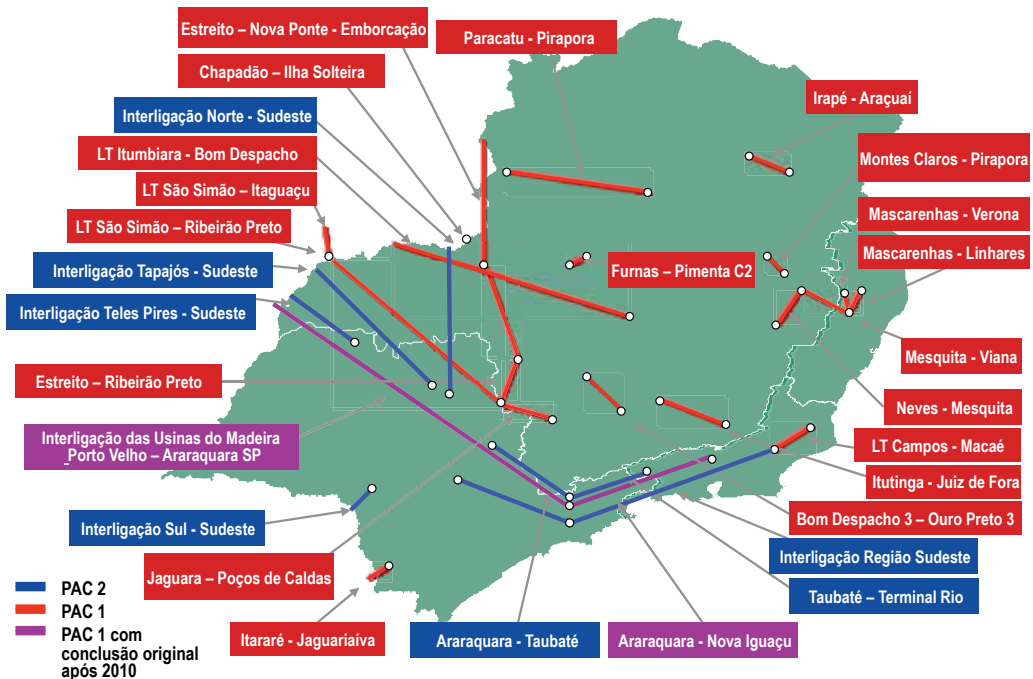 Estreito – Nova Ponte - Emborcação
Paracatu - Pirapora
Chapadão – Ilha Solteira
Irapé - Araçuaí
Interligação Norte - Sudeste
LT Itumbiara - Bom Despacho
Montes Claros - Pirapora
LT São Simão – Itaguaçu
Mascarenhas - Verona
LT São Simão – Ribeirão Preto
Mascarenhas - Linhares
Interligação Tapajós - Sudeste
Furnas – Pimenta C2
Interligação Teles Pires - Sudeste
Mesquita - Viana
Estreito – Ribeirão Preto
Neves - Mesquita
Interligação das Usinas do Madeira
Porto Velho – Araraquara SP
LT Campos - Macaé
Itutinga - Juiz de Fora
Bom Despacho 3 – Ouro Preto 3
Interligação Sul - Sudeste
Interligação Região Sudeste
Jaguara – Poços de Caldas
Taubaté – Terminal Rio
Itararé - Jaguariaíva
Araraquara - Taubaté
Araraquara - Nova Iguaçu
PAC 2
PAC 1
PAC 1 com
conclusão original
após 2010